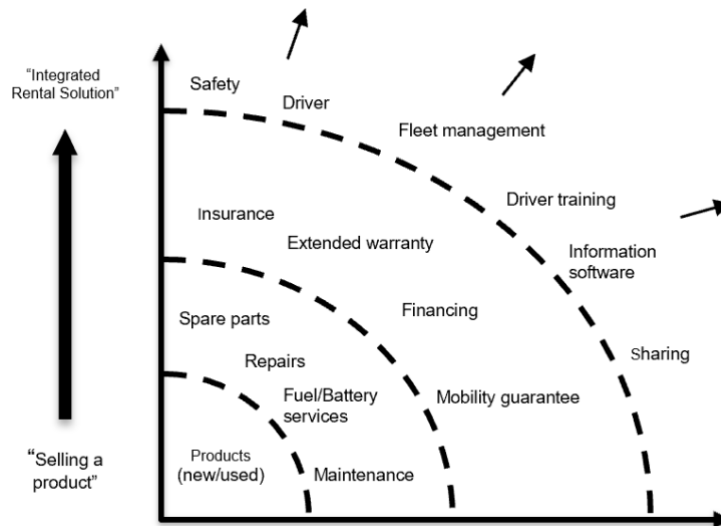 "Integrated
Rental Solution"
Safety
Driver
Fleet management
Driver training
Insurance
Extended warranty
Information
software
Financing
Spare parts
Sharing
Repairs
Mobility guarantee
Fuel/Battery
services
"Selling a
product"
Products
(new/used)
Maintenance